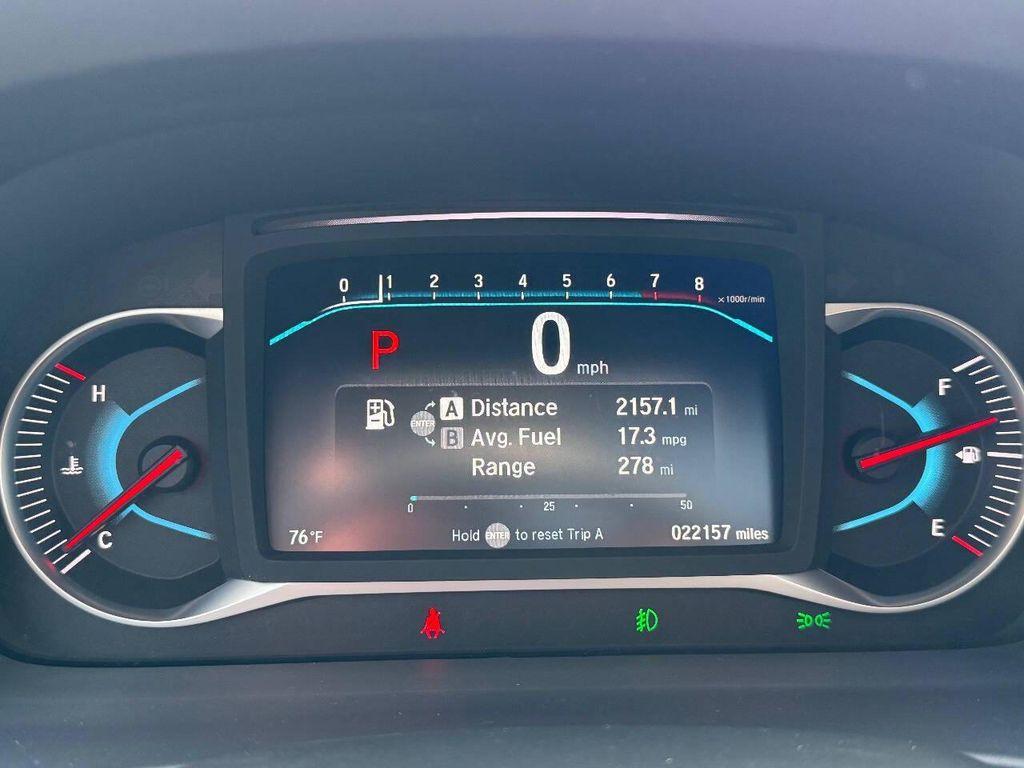 0 1 2 3 4 5 6 7 8
x 1000r/min
P 0 mph
H
F
A Distance 2157.1 mi
ENTER
B Avg. Fuel 17.3 mpg
Range 278 mi
0 25 50
C
E
76°F
Hold ENTER to reset Trip A
022157 miles